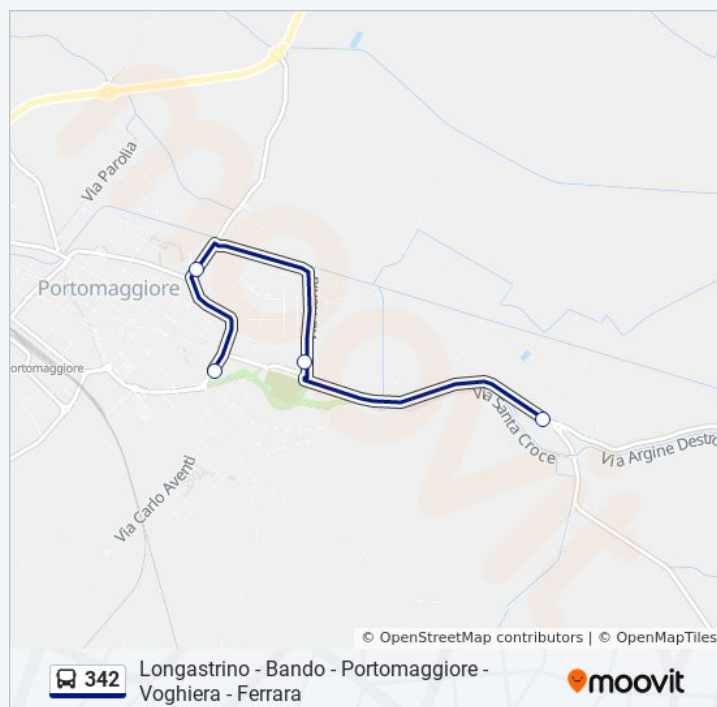 Via Parolia
Portomaggiore
ortomaggiore
Via Santa Croce
Via Argine Destro
Via Carlo Aventi
© OpenStreetMap contributors | © OpenMapTiles
342
Longastrino - Bando - Portomaggiore -
Voghiera - Ferrara
moovit